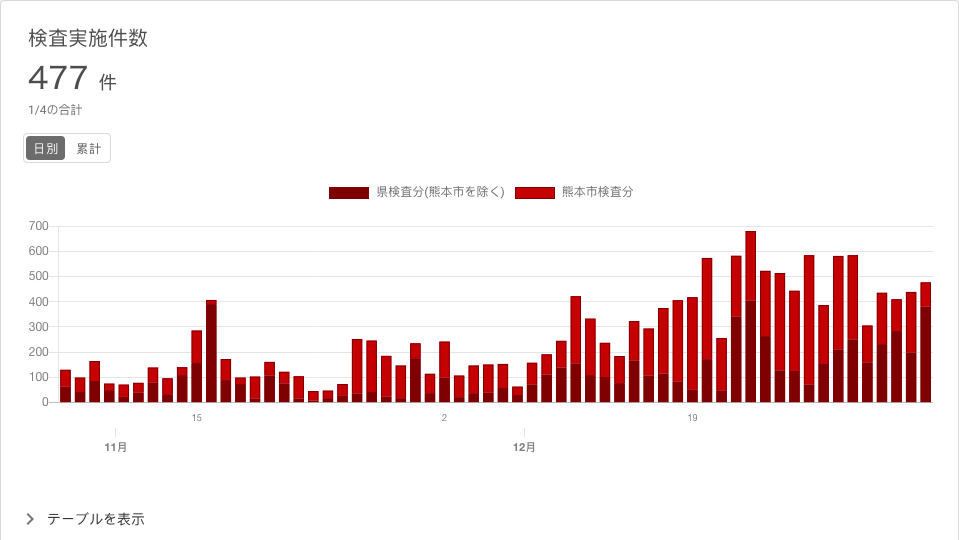 検査実施件数
477 件
1/4の合計
日別 累計
県検査分(熊本市を除く) 熊本市検査分
700
600
500
400
300
200
100
0
15 2 19
11月 12月
テーブルを表示